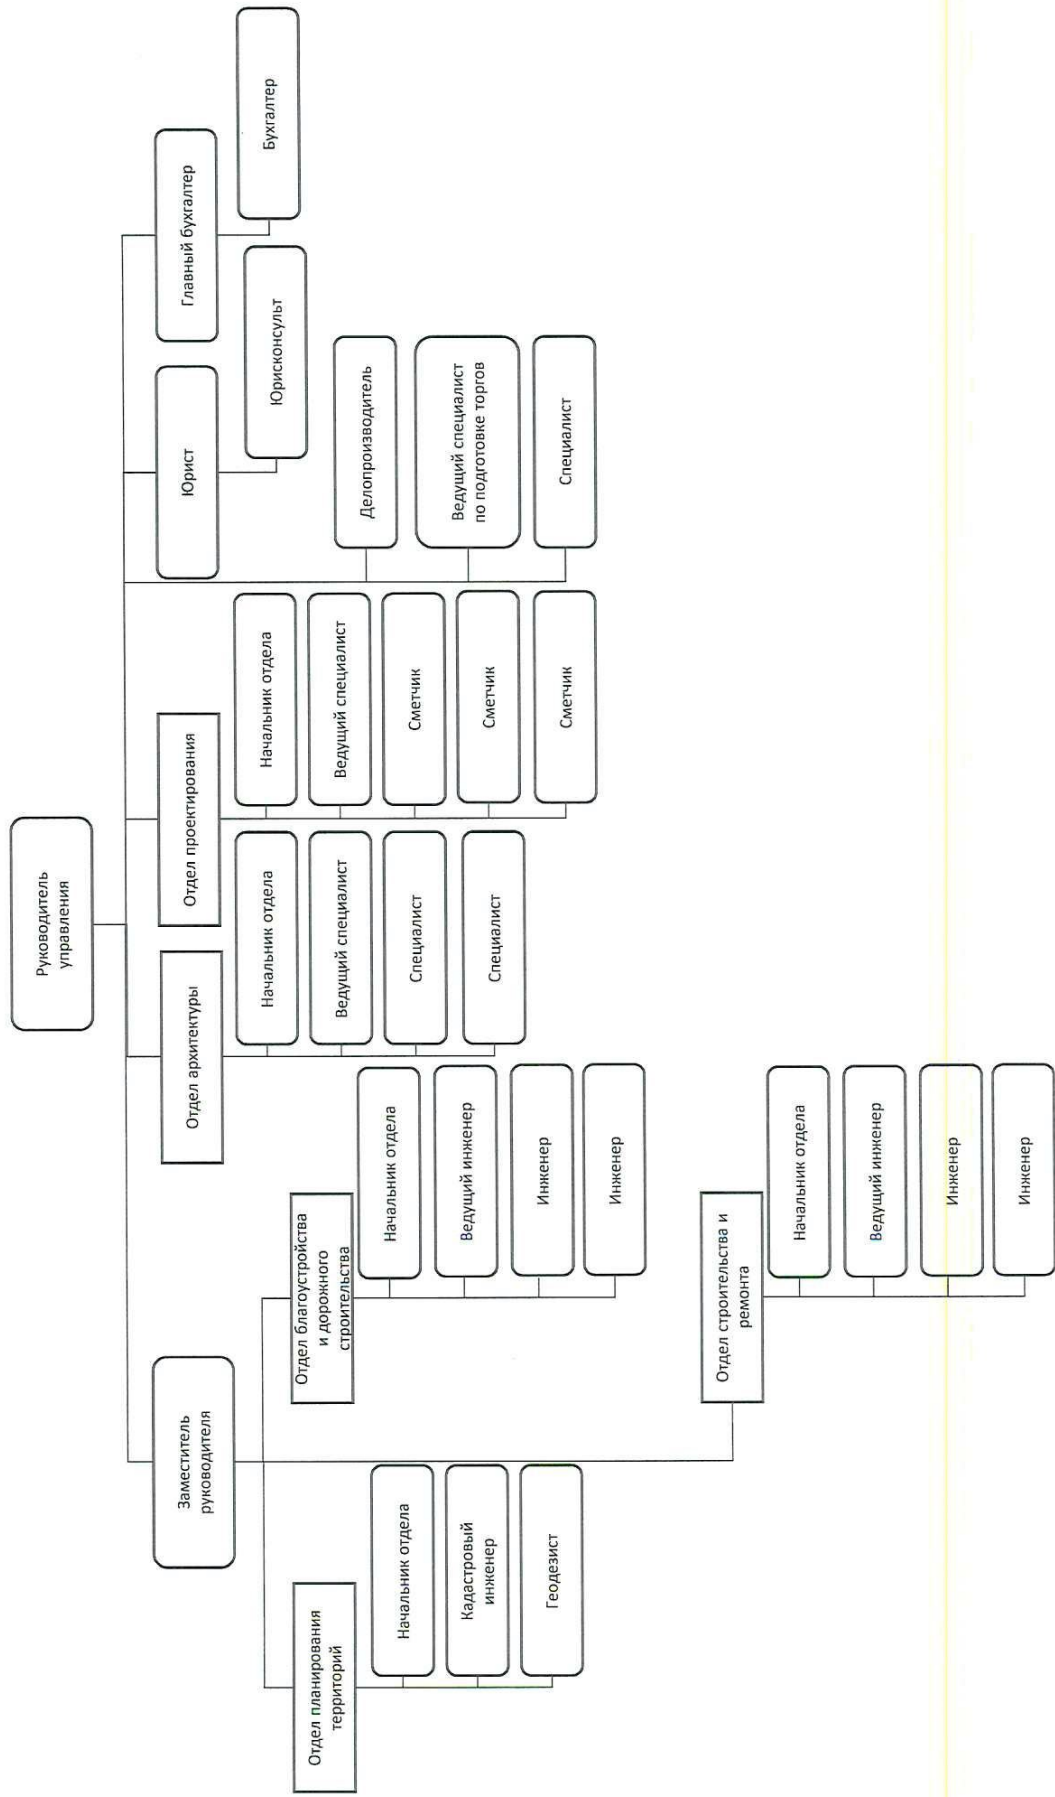 Руководитель
управления
Заместитель
руководителя
Отдел планирования
территорий
Начальник отдела
Кадастровый
инженер
Геодезист
Отдел благоустройства
и дорожного
строительства
Начальник отдела
Ведущий инженер
Инженер
Инженер
Отдел строительства и
ремонта
Начальник отдела
Ведущий инженер
Инженер
Инженер
Отдел архитектуры
Начальник отдела
Ведущий специалист
Специалист
Специалист
Отдел проектирования
Начальник отдела
Ведущий специалист
Сметчик
Сметчик
Сметчик
Делопроизводитель
Ведущий специалист
по подготовке торгов
Специалист
Юрист
Юрисконсульт
Главный бухгалтер
Бухгалтер